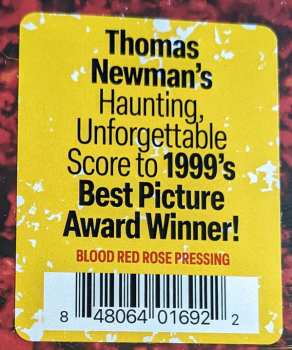 Thomas
Newman's
Haunting,
Unforgettable
Score to 1999's
Best Picture
Award Winner!
BLOOD RED ROSE PRESSING
8 48064 01692 2